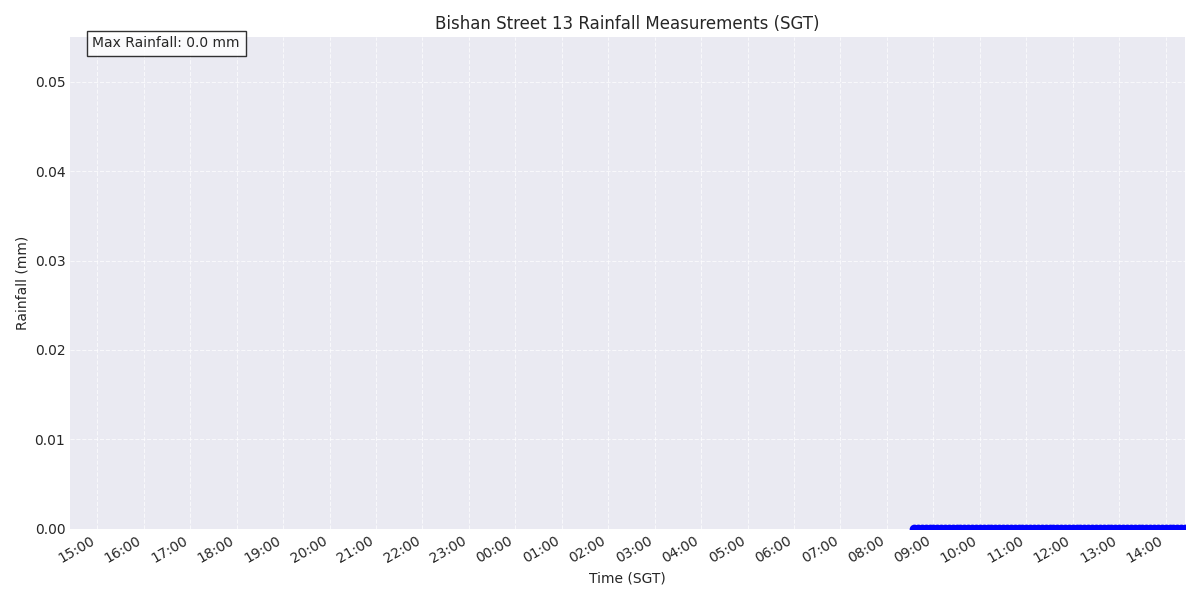 Bishan Street 13 Rainfall Measurements (SGT)
Max Rainfall: 0.0 mm
Rainfall (mm)
0.05
0.04
0.03
0.02
0.01
0.00
15:00 16:00 17:00 18:00 19:00 20:00 21:00 22:00 23:00 00:00 01:00 02:00 03:00 04:00 05:00 06:00 07:00 08:00 09:00 10:00 11:00 12:00 13:00 14:00
Time (SGT)